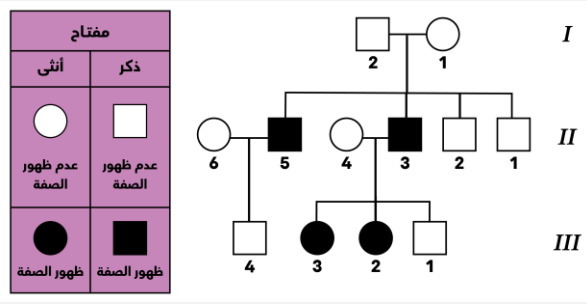 مفتاح
ذكر أنثى
عدم ظهور الصفة عدم ظهور الصفة
ظهور الصفة ظهور الصفة
I
2 1
II
6 5 4 3 2 1
III
4 3 2 1